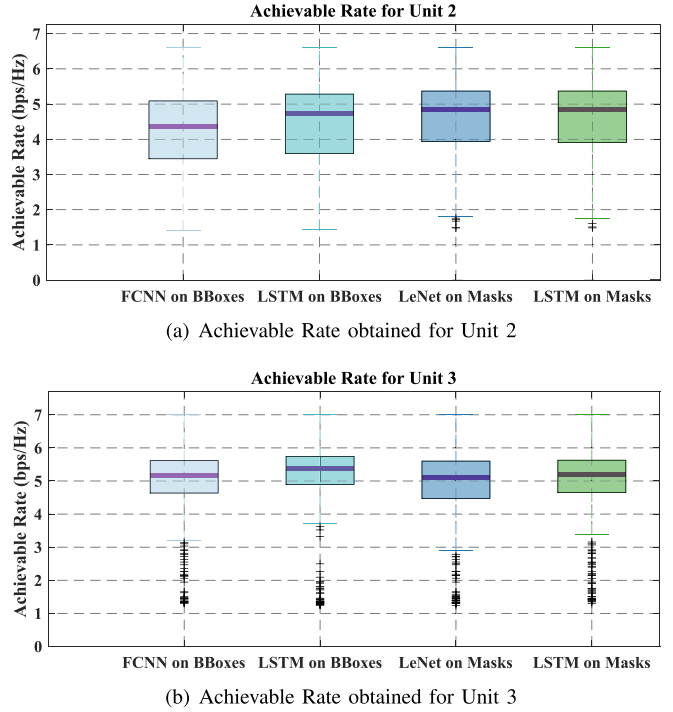 Achievable Rate for Unit 2
Achievable Rate (bps/Hz)
7
6
5
4
3
2
1
0
FCNN on BBoxes LSTM on BBoxes LeNet on Masks LSTM on Masks
(a) Achievable Rate obtained for Unit 2
Achievable Rate for Unit 3
Achievable Rate (bps/Hz)
7
6
5
4
3
2
1
0
FCNN on BBoxes LSTM on BBoxes LeNet on Masks LSTM on Masks
(b) Achievable Rate obtained for Unit 3